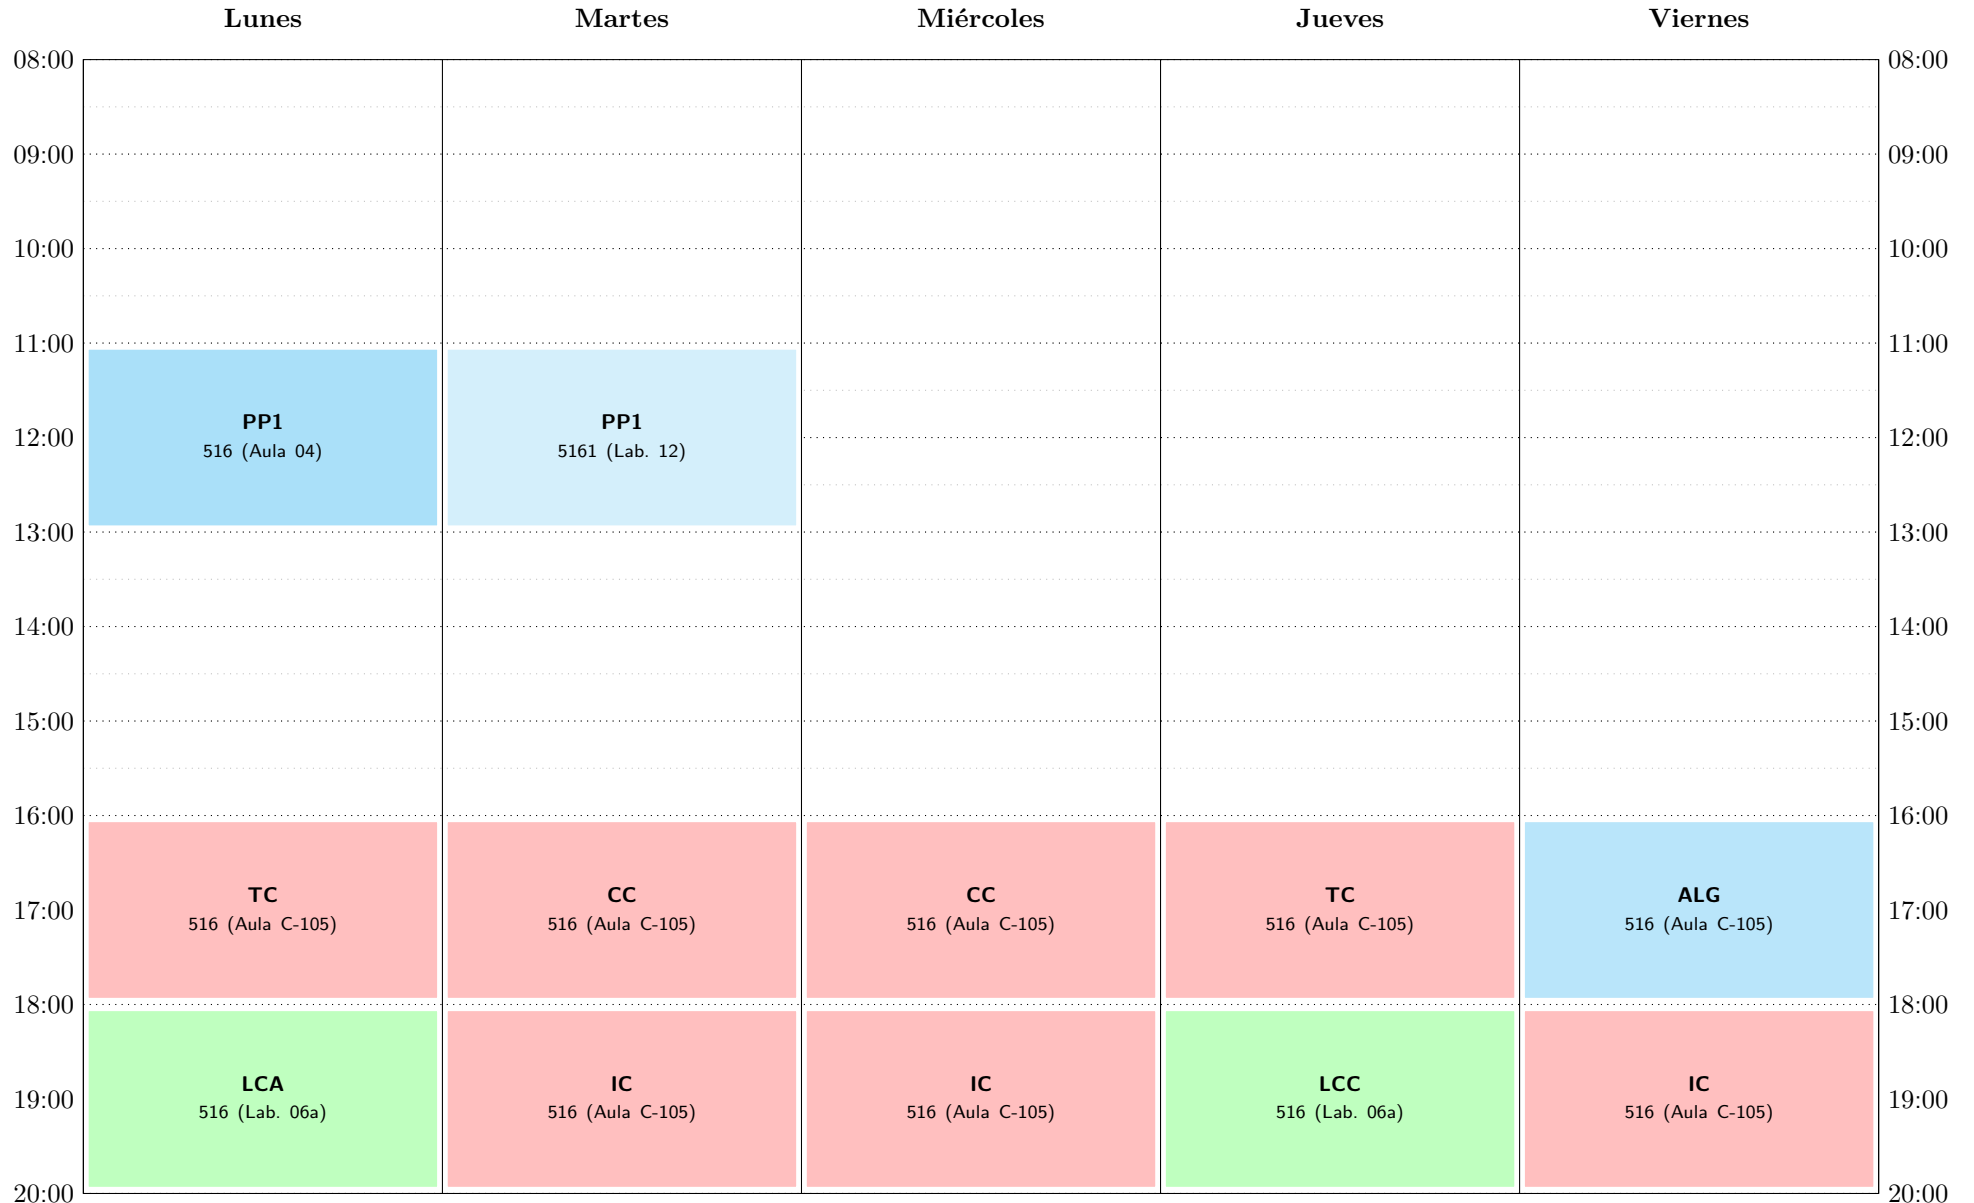 Lunes Martes Miércoles Jueves Viernes
08:00 08:00
09:00 09:00
10:00 10:00
11:00 11:00
PP1 PP1
12:00 12:00
516 (Aula 04) 5161 (Lab. 12)
13:00 13:00
14:00 14:00
15:00 15:00
16:00 16:00
TC CC CC TC ALG
17:00 17:00
516 (Aula C-105) 516 (Aula C-105) 516 (Aula C-105) 516 (Aula C-105) 516 (Aula C-105)
18:00 18:00
LCA IC IC LCC IC
19:00 19:00
516 (Lab. 06a) 516 (Aula C-105) 516 (Aula C-105) 516 (Lab. 06a) 516 (Aula C-105)
20:00 20:00